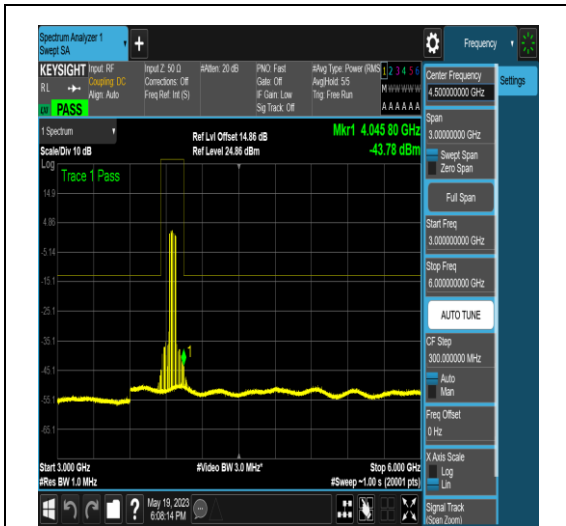 Spectrum Analyzer 1
Swept SA
+
Frequency
KEYSIGHT
Input: RF
Coupling: DC
Align: Auto
Input Z: 50 Ω
Corrections: Off
Freq Ref: Int (S)
#Atten: 20 dB
PNO: Fast
Gate: Off
IF Gain: Low
Sig Track: Off
#Avg Type: Power (RMS)
Avg|Hold: 5/5
Trig: Free Run
1 2 3 4 5 6
M W W W W W
A A A A A A
R L
PASS
Center Frequency
4.500000000 GHz
Settings
Span
3.00000000 GHz
Swept Span
Zero Span
Full Span
Start Freq
3.000000000 GHz
Stop Freq
6.000000000 GHz
AUTO TUNE
CF Step
300.000000 MHz
Auto
Man
Freq Offset
0 Hz
X Axis Scale
Log
Lin
Signal Track
(Span Zoom)
1 Spectrum
Scale/Div 10 dB
Ref Lvl Offset 14.86 dB
Ref Level 24.86 dBm
Mkr1 4.045 80 GHz
-43.78 dBm
Log
Trace 1 Pass
14.9
4.86
-5.14
-15.1
-25.1
-35.1
-45.1
-55.1
-65.1
1
Start 3.000 GHz
#Res BW 1.0 MHz
#Video BW 3.0 MHz*
Stop 6.000 GHz
#Sweep ~1.00 s (20001 pts)
?
May 19, 2023
6:08:14 PM